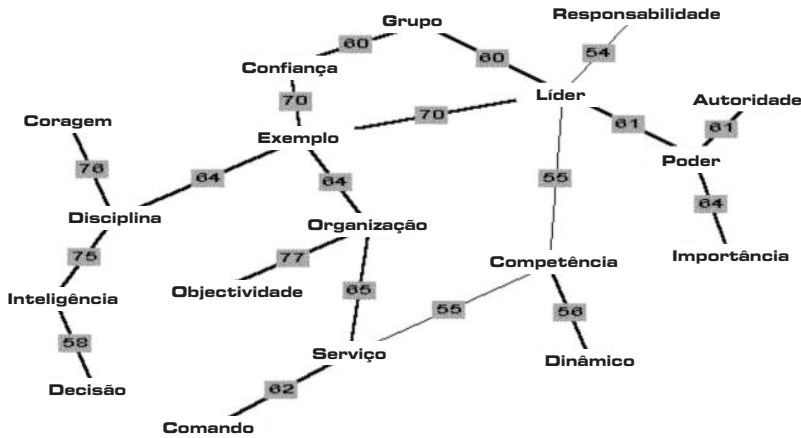 Grupo
Responsabilidade
60
60
54
Confiança
Líder
Autoridade
70
70
61
61
Coragem
Exemplo
Poder
76
64
64
55
64
Disciplina
Organização
75
77
Competência
Importância
Inteligência
Objectividade
65
55
56
58
Serviço
Dinâmico
Decisão
62
Comando